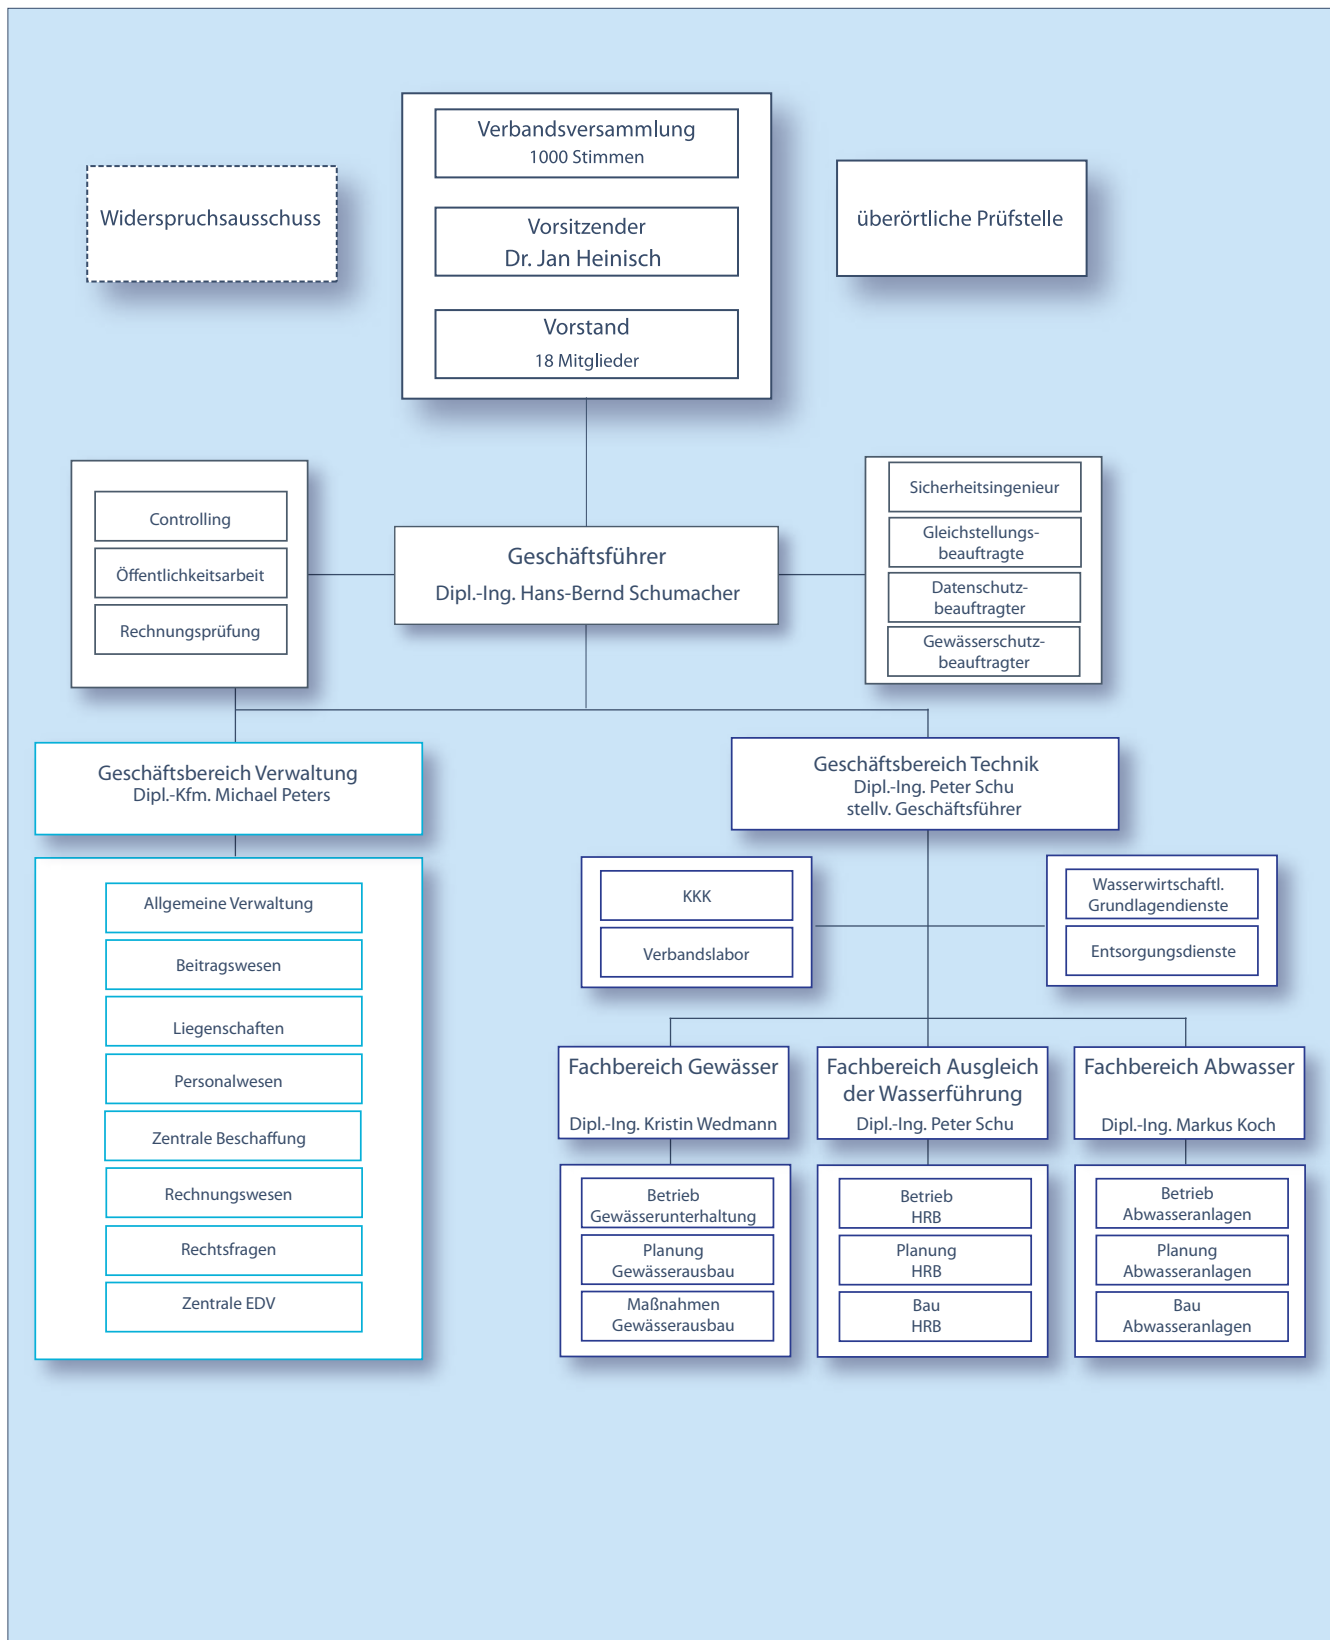 Verbandsversammlung
1000 Stimmen
Widerspruchsausschuss
Vorsitzender
Dr. Jan Heinisch
überörtliche Prüfstelle
Vorstand
18 Mitglieder
Controlling
Öffentlichkeitsarbeit
Rechnungsprüfung
Geschäftsführer
Dipl.-Ing. Hans-Bernd Schumacher
Sicherheitsingenieur
Gleichstellungs-
beauftragte
Datenschutz-
beauftragter
Gewässerschutz-
beauftragter
Geschäftsbereich Verwaltung
Dipl.-Kfm. Michael Peters
Geschäftsbereich Technik
Dipl.-Ing. Peter Schu
stellv. Geschäftsführer
Allgemeine Verwaltung
Beitragswesen
Liegenschaften
Personalwesen
Zentrale Beschaffung
Rechnungswesen
Rechtsfragen
Zentrale EDV
KKK
Verbandslabor
Wasserwirtschaftl.
Grundlagendienste
Entsorgungsdienste
Fachbereich Gewässer
Dipl.-Ing. Kristin Wedmann
Fachbereich Ausgleich
der Wasserführung
Dipl.-Ing. Peter Schu
Fachbereich Abwasser
Dipl.-Ing. Markus Koch
Betrieb
Gewässerunterhaltung
Planung
Gewässerausbau
Maßnahmen
Gewässerausbau
Betrieb
HRB
Planung
HRB
Bau
HRB
Betrieb
Abwasseranlagen
Planung
Abwasseranlagen
Bau
Abwasseranlagen